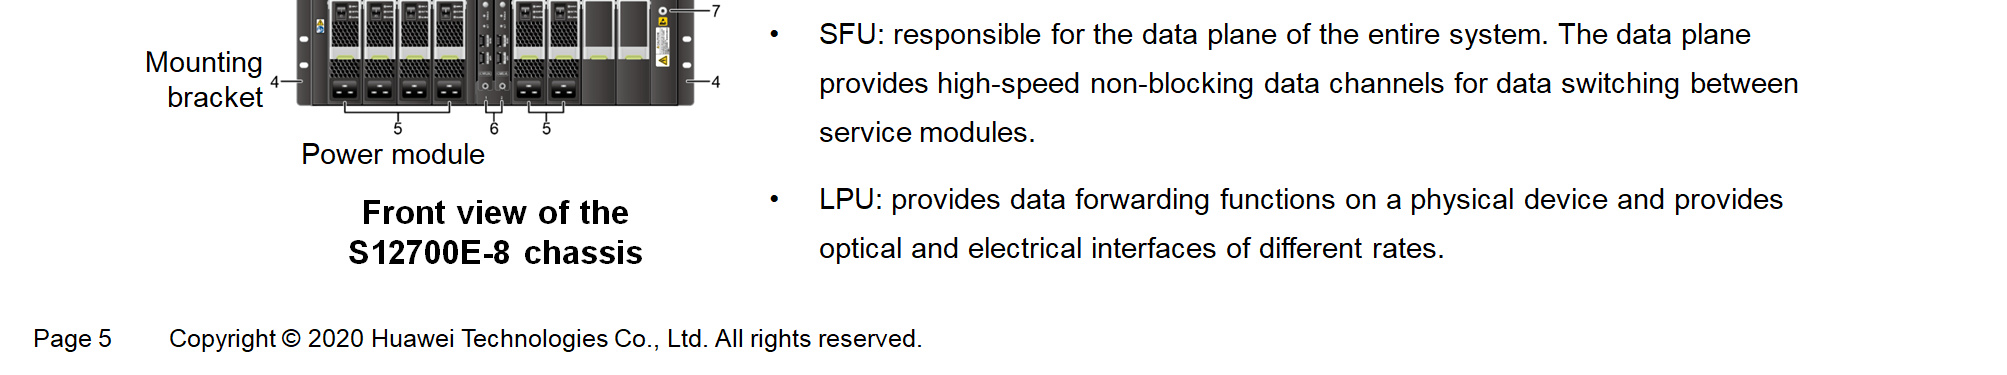 7
Mounting
bracket
4
4
5
6
5
Power module
Front view of the
S12700E-8 chassis
• SFU: responsible for the data plane of the entire system. The data plane
provides high-speed non-blocking data channels for data switching between
service modules.
• LPU: provides data forwarding functions on a physical device and provides
optical and electrical interfaces of different rates.
Page 5
Copyright © 2020 Huawei Technologies Co., Ltd. All rights reserved.